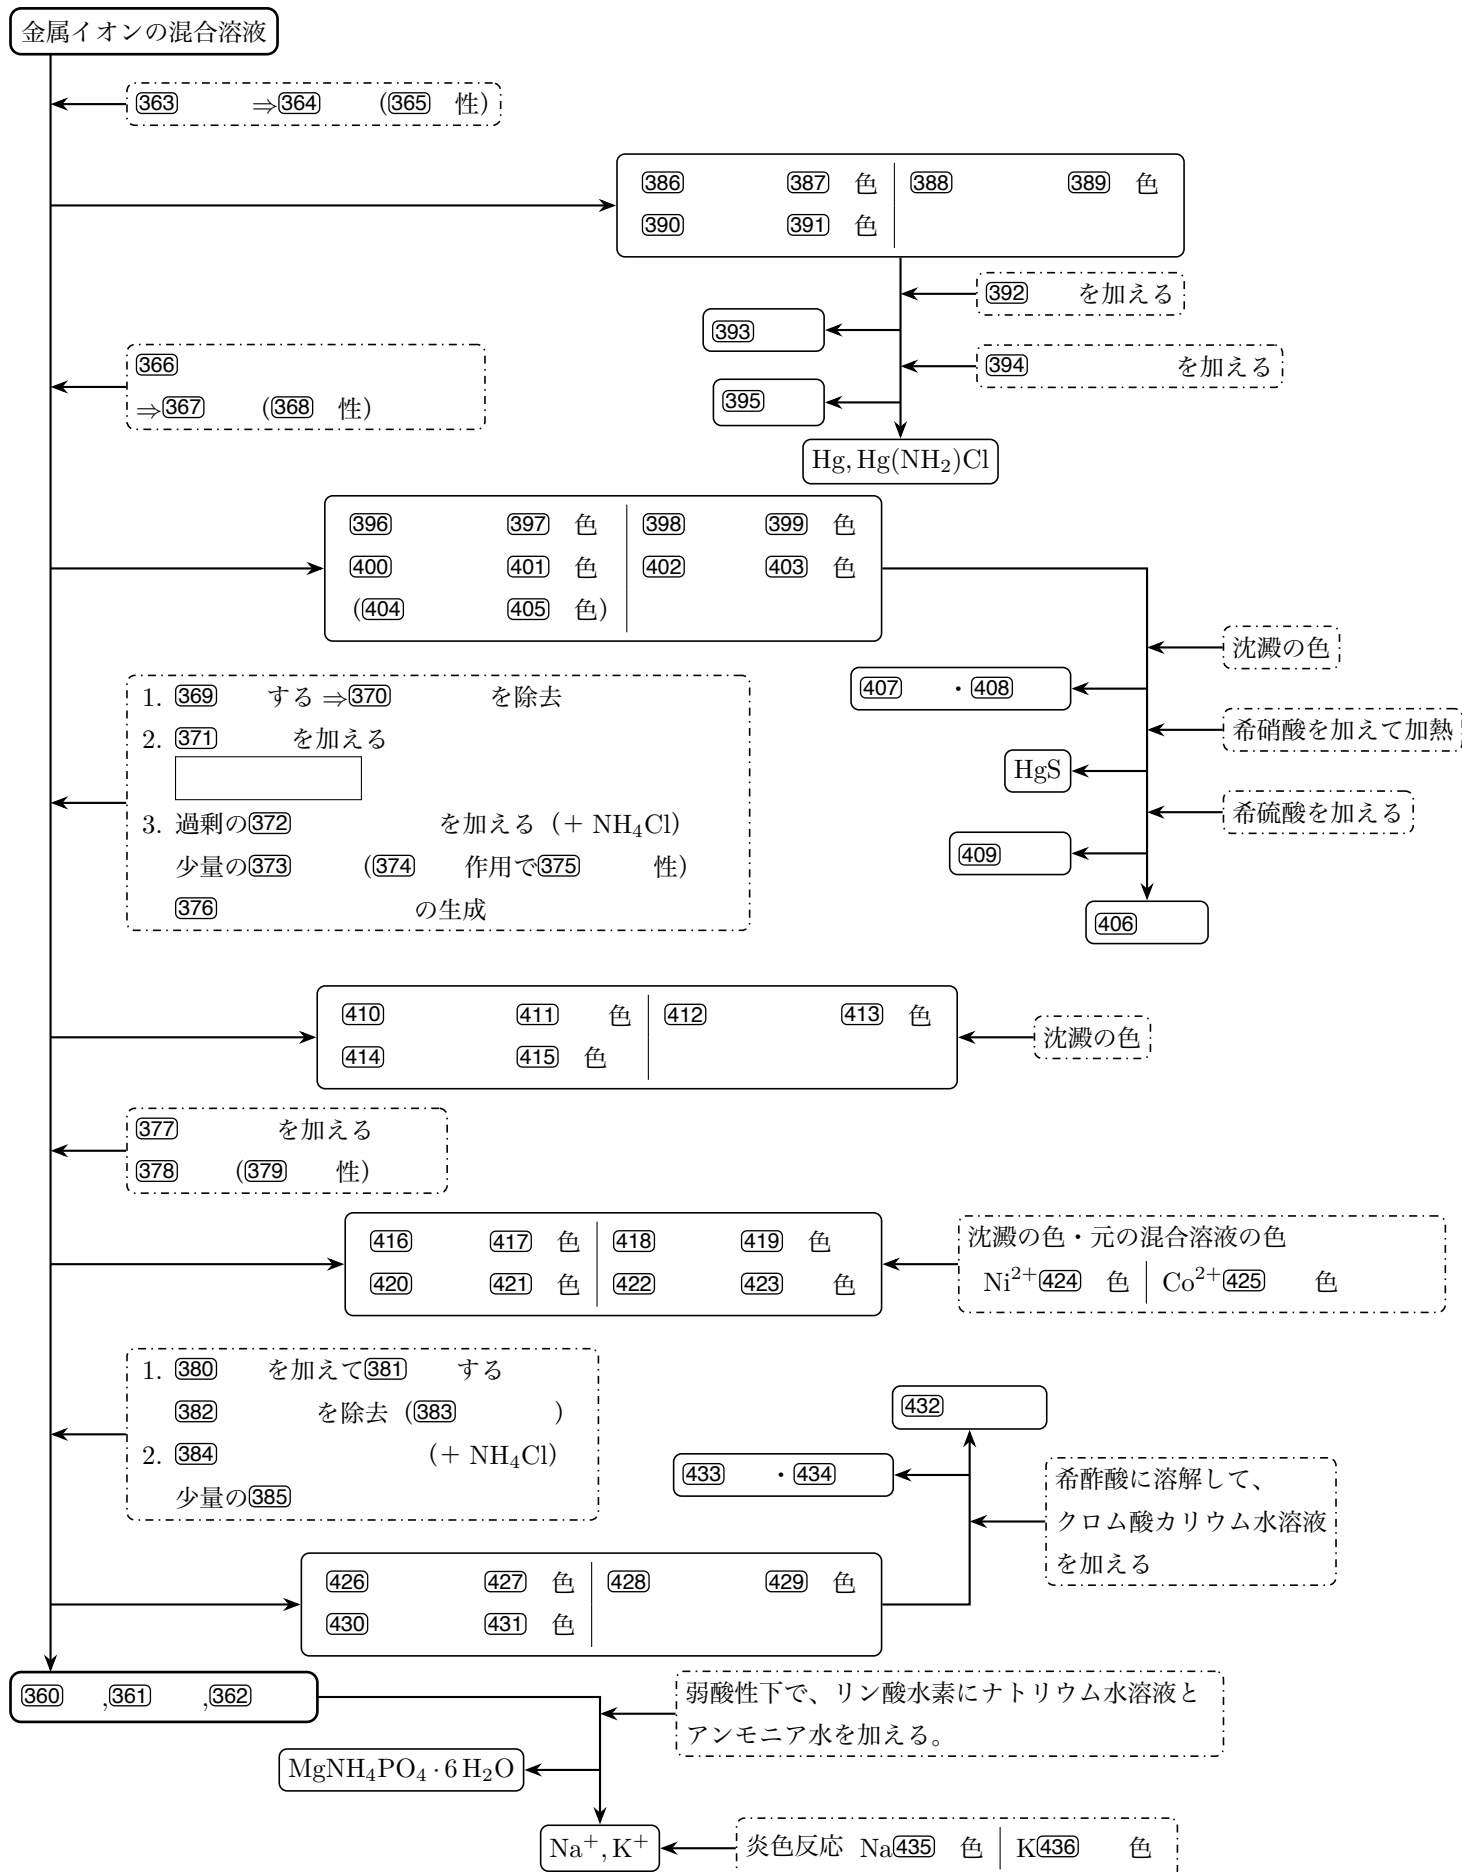 金属イオンの混合溶液
363 ⇒364 (365 性)
386 387 色 388 389 色
390 391 色
392 を加える
393
394 を加える
395
Hg, Hg(NH₂)Cl
366
⇒367 (368 性)
396 397 色 398 399 色
400 401 色 402 403 色
(404 405 色)
沈澱の色
407 ・408
希硝酸を加えて加熱
HgS
希硫酸を加える
409
406
1. 369 する ⇒370 を除去
2. 371 を加える
3. 過剰の372 を加える (+ NH₄Cl)
少量の373 (374 作用で375 性)
376 の生成
410 411 色 412 413 色
414 415 色
沈澱の色
377 を加える
378 (379 性)
416 417 色 418 419 色
420 421 色 422 423 色
沈澱の色・元の混合溶液の色
Ni²⁺424 色 Co²⁺425 色
1. 380 を加えて381 する
382 を除去 (383 )
2. 384 (+ NH₄Cl)
少量の385
432
433 ・434
希酢酸に溶解して、
クロム酸カリウム水溶液
を加える
426 427 色 428 429 色
430 431 色
360 ,361 ,362
弱酸性下で、リン酸水素にナトリウム水溶液と
アンモニア水を加える。
MgNH₄PO₄・6H₂O
Na⁺, K⁺
炎色反応 Na435 色 K436 色